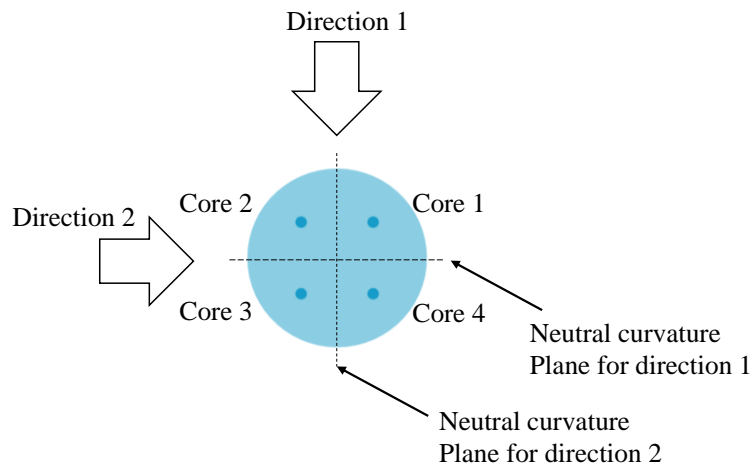 Direction 1
Core 2
Core 1
Direction 2
Core 3
Core 4
Neutral curvature
Plane for direction 1
Neutral curvature
Plane for direction 2